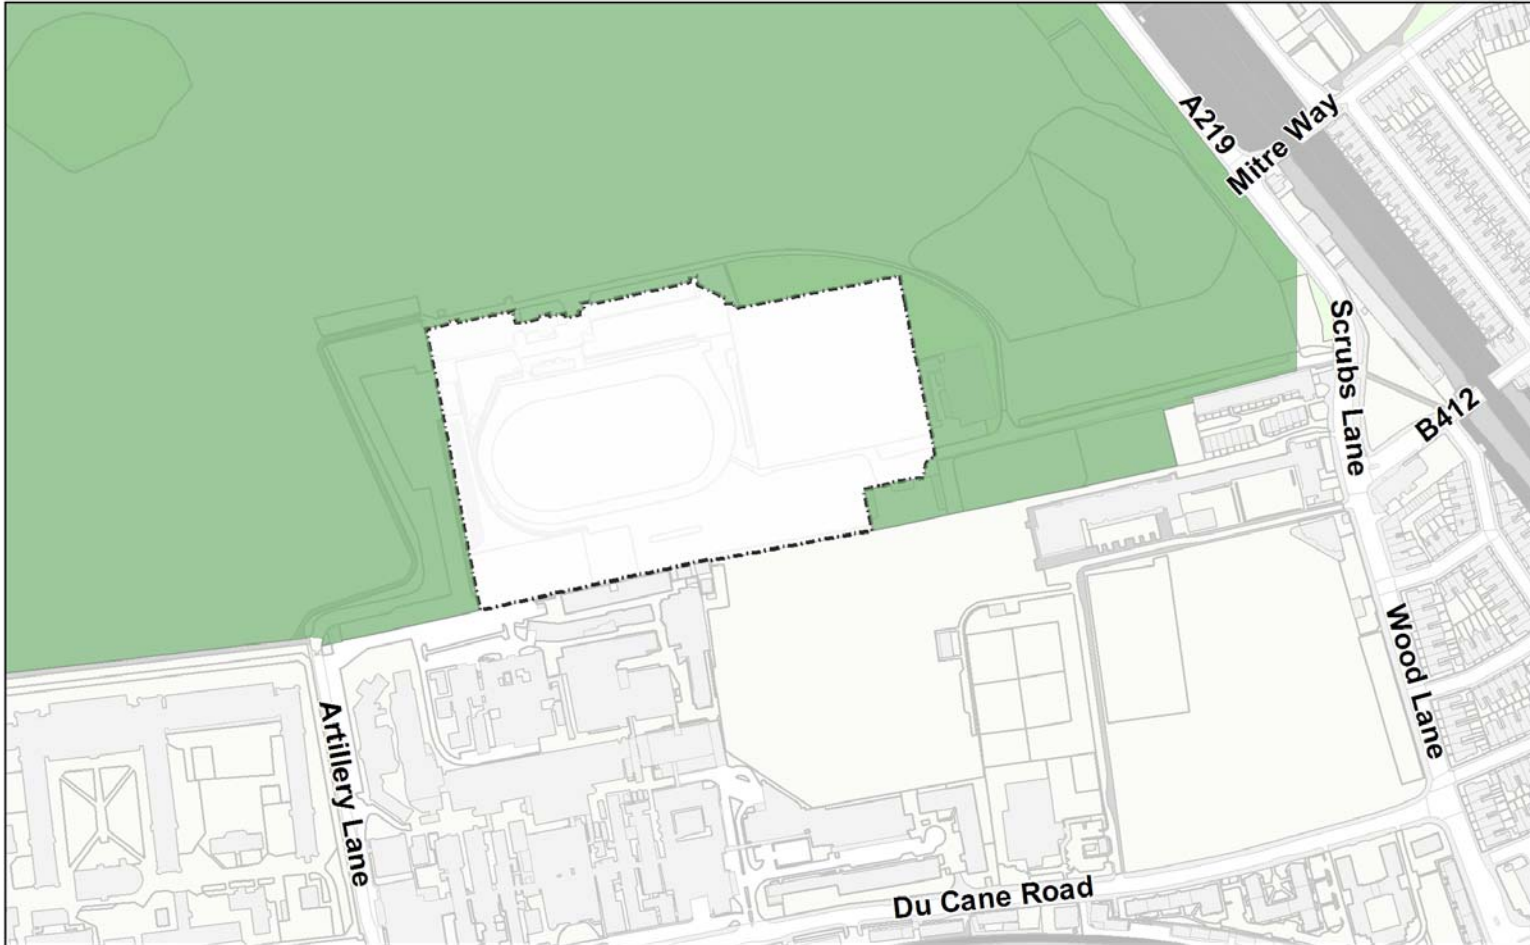 A219
Mitre Way
Scrubs Lane
B412
Wood Lane
Artillery Lane
Du Cane Road